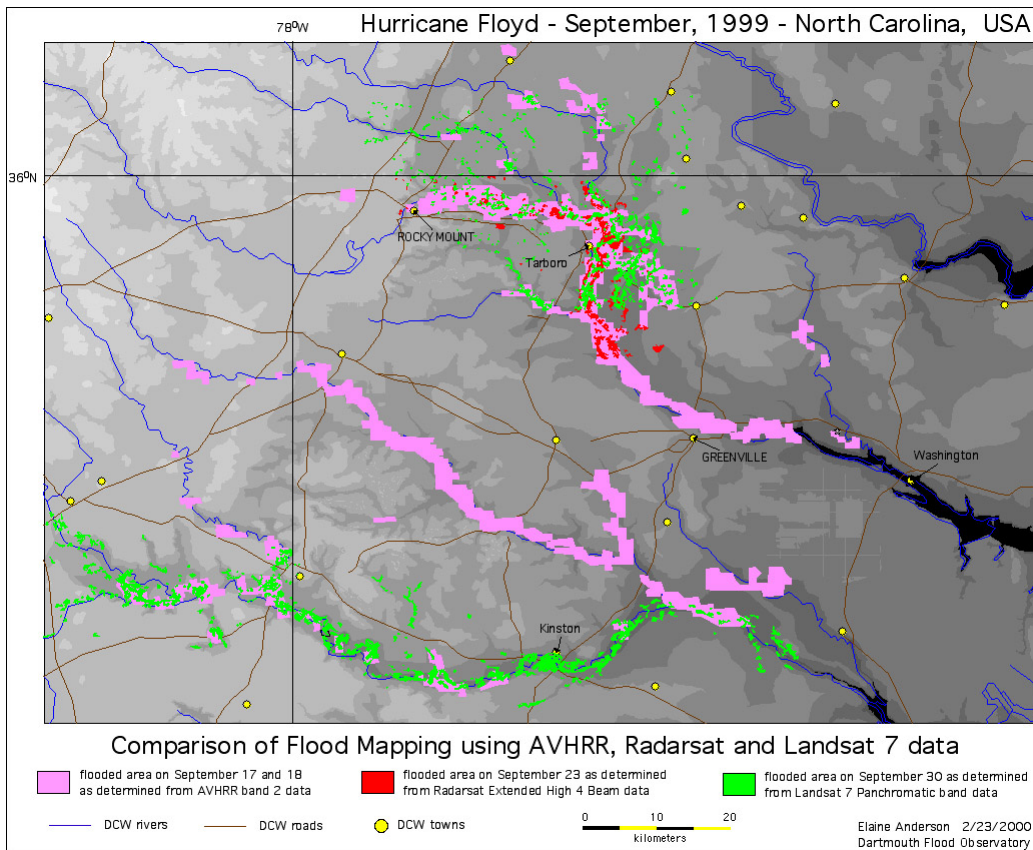 Hurricane Floyd - September, 1999 - North Carolina, USA
78⁰W
36⁰N
ROCKY MOUNT
Tarboro
GREENVILLE
Washington
Kinston
Comparison of Flood Mapping using AVHRR, Radarsat and Landsat 7 data
flooded area on September 17 and 18
as determined from AVHRR band 2 data
flooded area on September 23 as determined
from Radarsat Extended High 4 Beam data
flooded area on September 30 as determined
from Landsat 7 Panchromatic band data
DCW rivers
DCW roads
DCW towns
0 10 20
kilometers
Elaine Anderson 2/23/2000
Dartmouth Flood Observatory